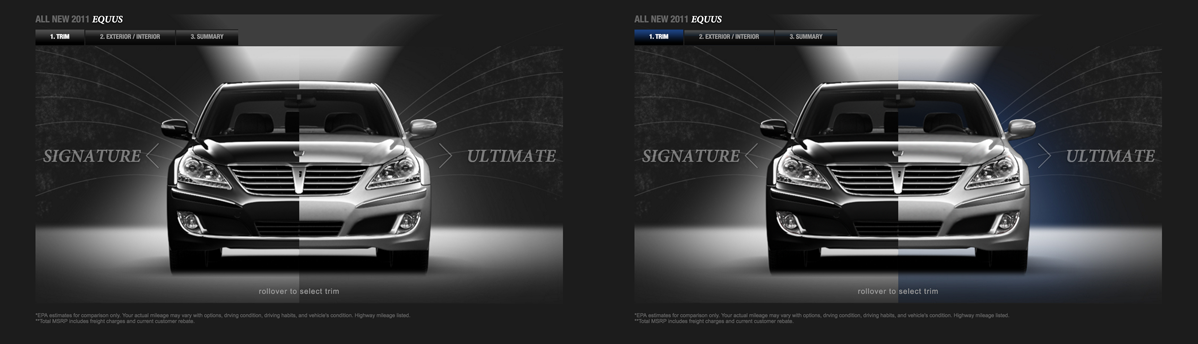 ALL NEW 2011 EQUUS
1. TRIM 2. EXTERIOR / INTERIOR 3. SUMMARY
SIGNATURE ULTIMATE
rollover to select trim
*EPA estimates for comparison only. Your actual mileage may vary with options, driving condition, driving habits, and vehicle's condition. Highway mileage listed.
**Total MSRP includes freight charges and current customer rebate.
ALL NEW 2011 EQUUS
1. TRIM 2. EXTERIOR / INTERIOR 3. SUMMARY
SIGNATURE ULTIMATE
rollover to select trim
*EPA estimates for comparison only. Your actual mileage may vary with options, driving condition, driving habits, and vehicle's condition. Highway mileage listed.
**Total MSRP includes freight charges and current customer rebate.